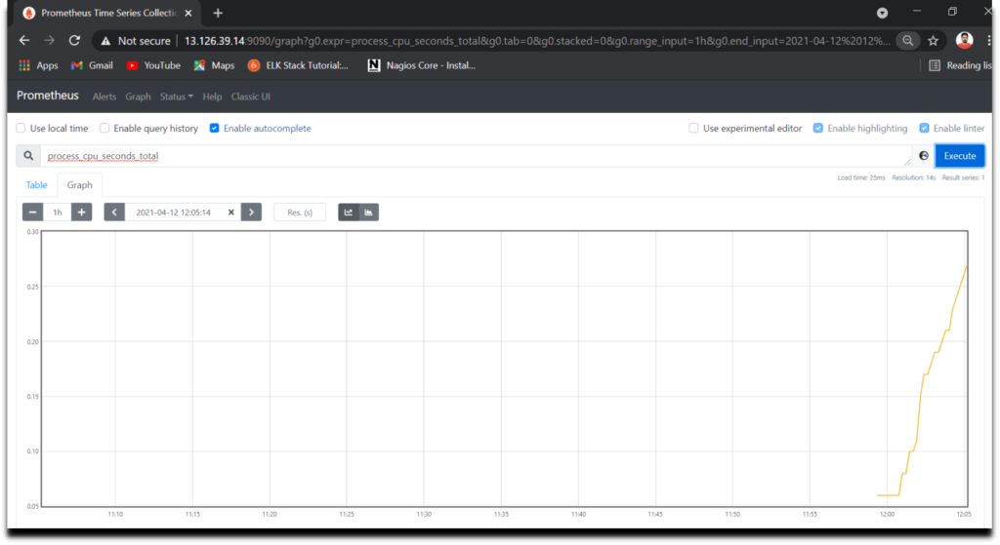 Prometheus Time Series Collectic
Not secure | 13.126.39.14:9090/graph?g0.expr=process_cpu_seconds_total&g0.tab=0&g0.stacked=0&g0.range_input=1h&g0.end_input=2021-04-12%2012%...
Apps Gmail YouTube Maps ELK Stack Tutorial:... Nagios Core - Instal... Reading lis
Prometheus Alerts Graph Status Help Classic UI
Use local time Enable query history Enable autocomplete Use experimental editor Enable highlighting Enable linter
process_cpu_seconds_total Execute
Table Graph Load time: 25ms Resolution: 14s Result series: 1
1h 2021-04-12 12:05:14 Res. (s)
0.30
0.25
0.20
0.15
0.10
0.05
11:10 11:15 11:20 11:25 11:30 11:35 11:40 11:45 11:50 11:55 12:00 12:05